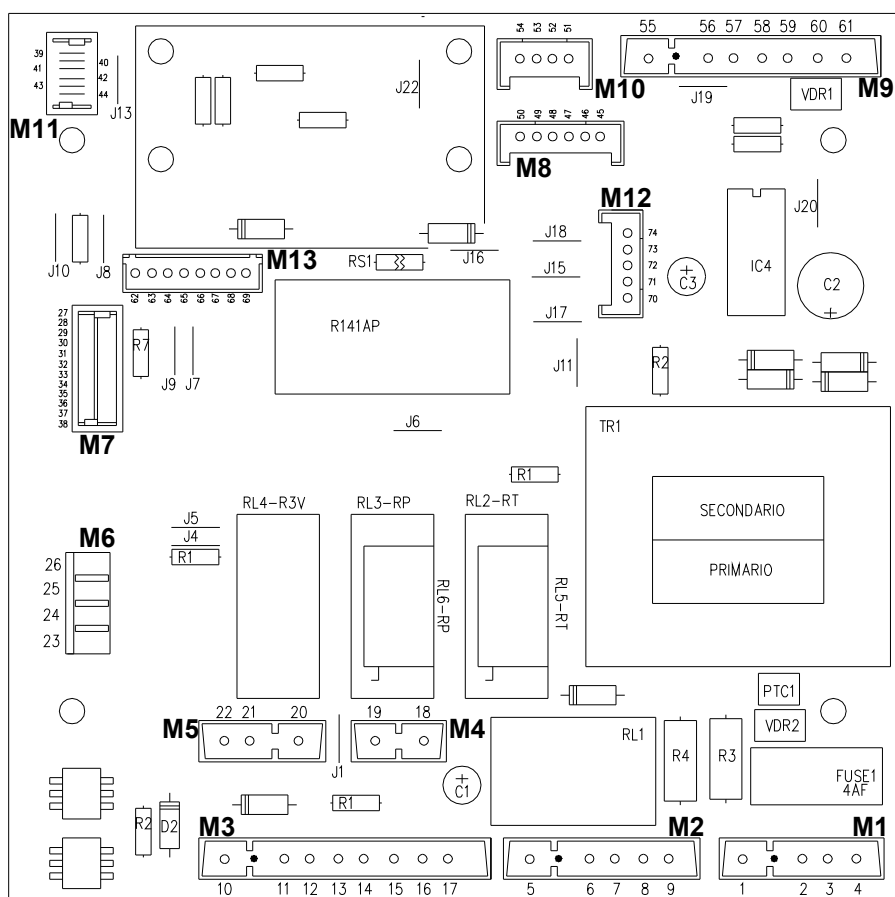 54 53 52 51
55 56 57 58 59 60 61
39 40
41 42
43 44
M11
J13
J22
M10
J19
VDR1
M9
50 49 48 47 46 45
M8
M12
J10
J8
M13
RS1
J16
J18
J15
J17
74
73
72
71
70
C3
IC4
J20
C2
62 63 64 65 66 67 68 69
27
28
29
30
31
32
33
34
35
36
37
38
M7
R7
J9
J7
R141AP
J11
R2
J6
TR1
R1
SECONDARIO
PRIMARIO
M6
26
25
24
23
J5
J4
R1
RL4-R3V
RL3-RP
RL2-RT
RL6-RP
RL5-RT
PTC1
VDR2
M5
22 21 20
19 18
M4
J1
C1
RL1
R4
R3
FUSE1
4AF
R2
D2
R1
M3
M2
M1
10 11 12 13 14 15 16 17
5 6 7 8 9
1 2 3 4